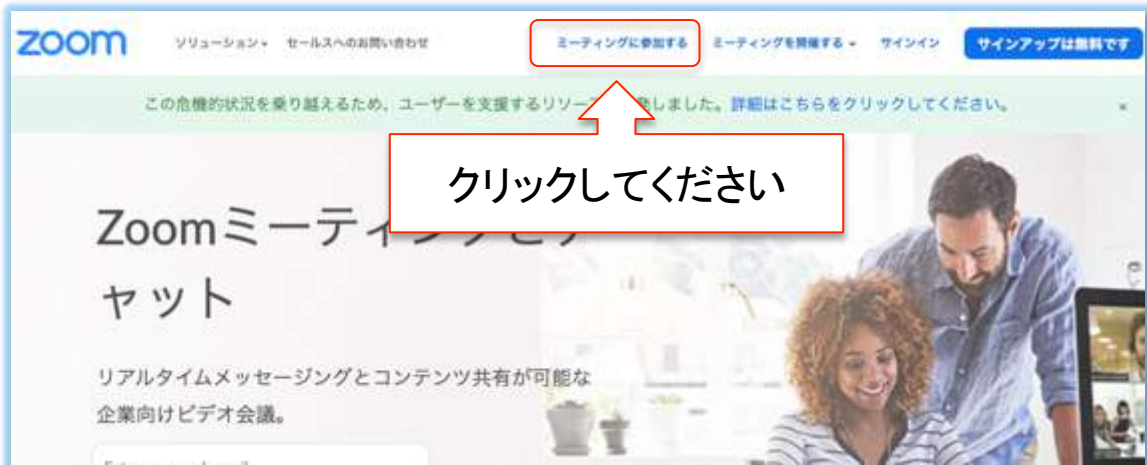 zoom
ソリューション セールスへのお問い合わせ ミーティングに参加する ミーティングを開催する サインイン サインアップは無料です
この危機的状況を乗り越えるため、ユーザーを支援するリソー 発しました。詳細はこちらをクリックしてください。 ×
クリックしてください
Zoomミーティングとチ
ャット
リアルタイムメッセージングとコンテンツ共有が可能な
企業向けビデオ会議。